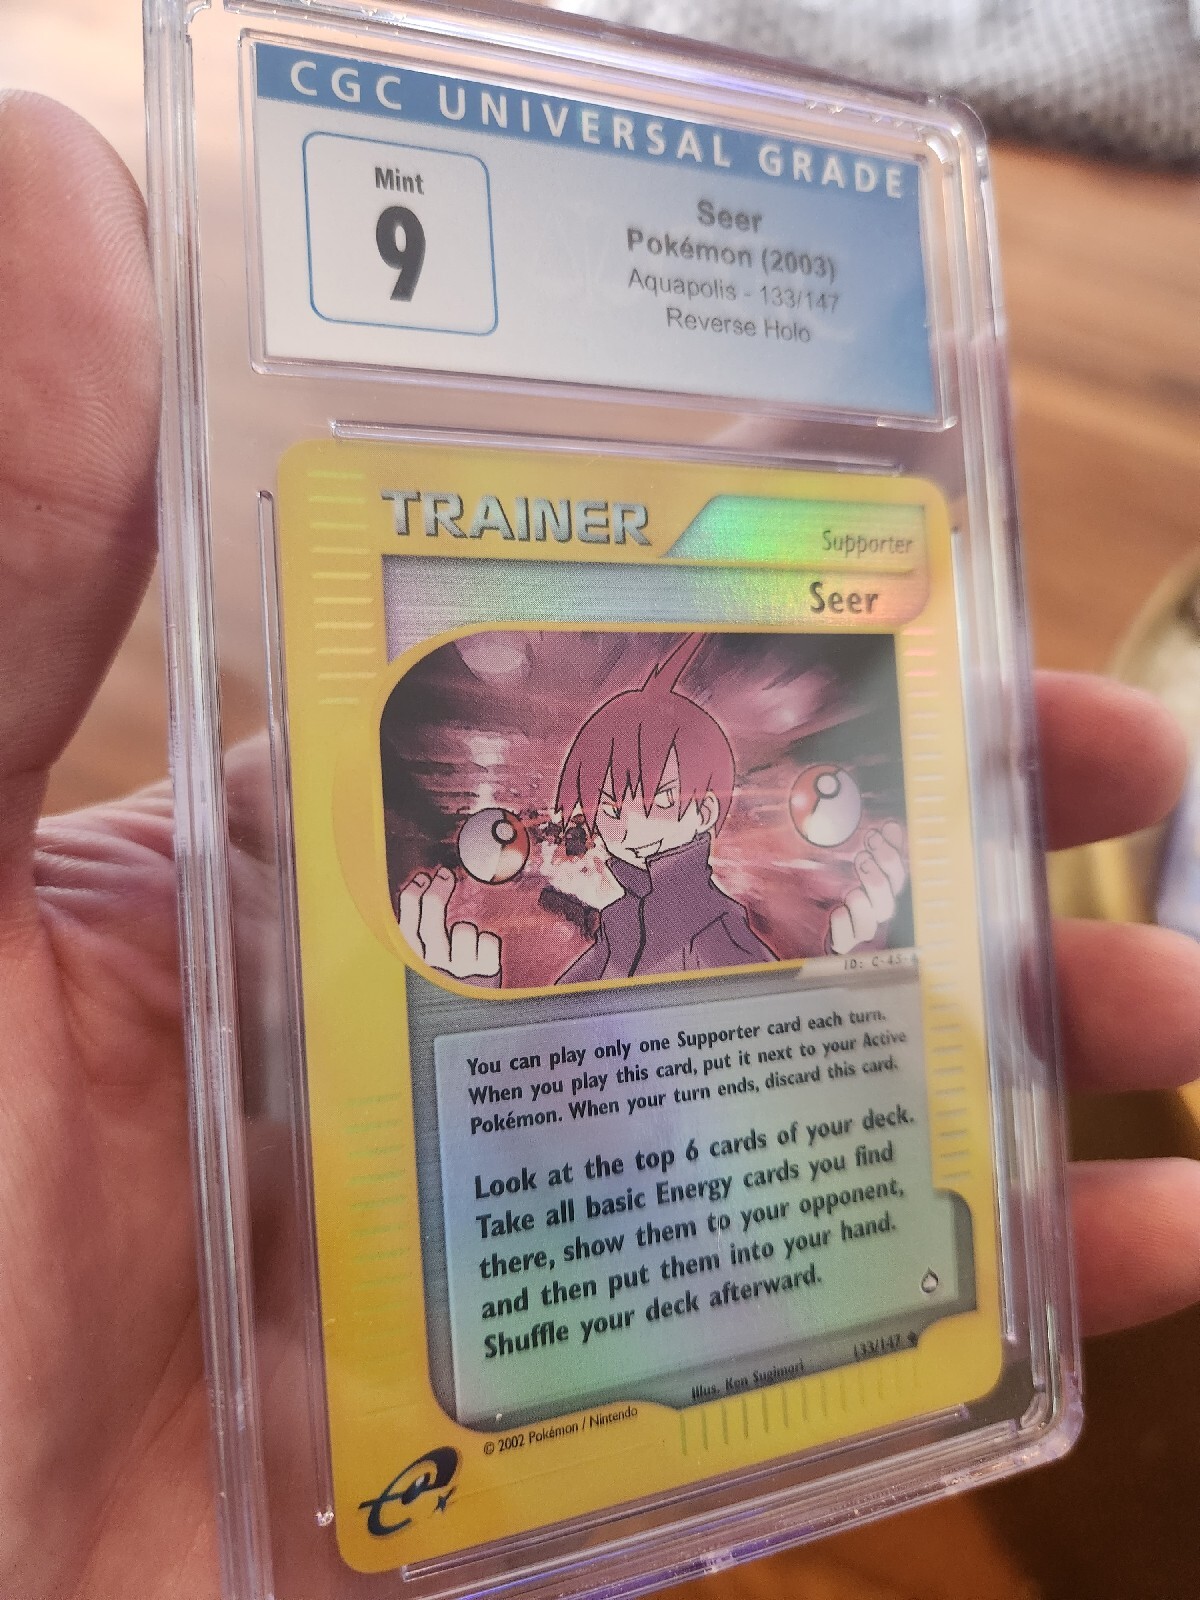 CGC UNIVERSAL GRADE
Mint
9
Seer
Pokémon (2003)
Aquapolis - 133/147
Reverse Holo
TRAINER
Supporter
Seer
ID: C-45-
You can play only one Supporter card each turn.
When you play this card, put it next to your Active
Pokémon. When your turn ends, discard this card.
Look at the top 6 cards of your deck.
Take all basic Energy cards you find
there, show them to your opponent,
and then put them into your hand.
Shuffle your deck afterward.
Illus. Ken Sugimori
133/147
© 2002 Pokémon / Nintendo
e